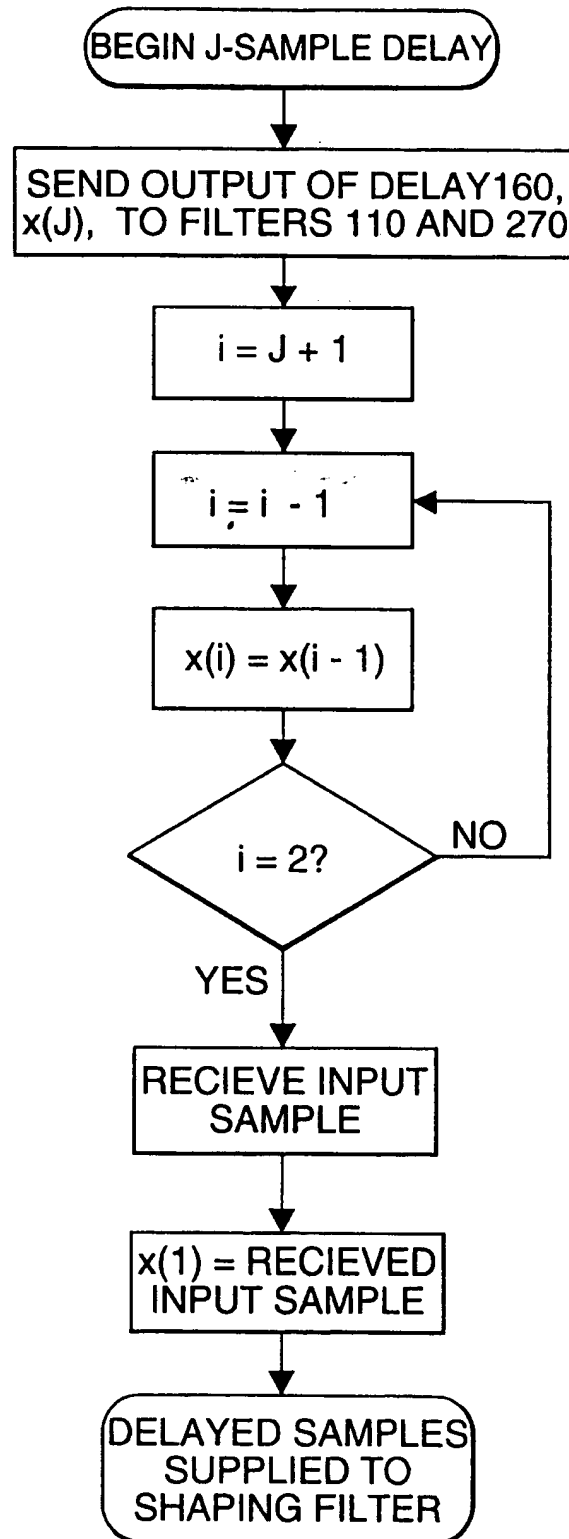 BEGIN J-SAMPLE DELAY
SEND OUTPUT OF DELAY160,
x(J), TO FILTERS 110 AND 270
i = J + 1
i = i - 1
x(i) = x(i - 1)
i = 2?
NO
YES
RECIEVE INPUT
SAMPLE
x(1) = RECIEVED
INPUT SAMPLE
DELAYED SAMPLES
SUPPLIED TO
SHAPING FILTER